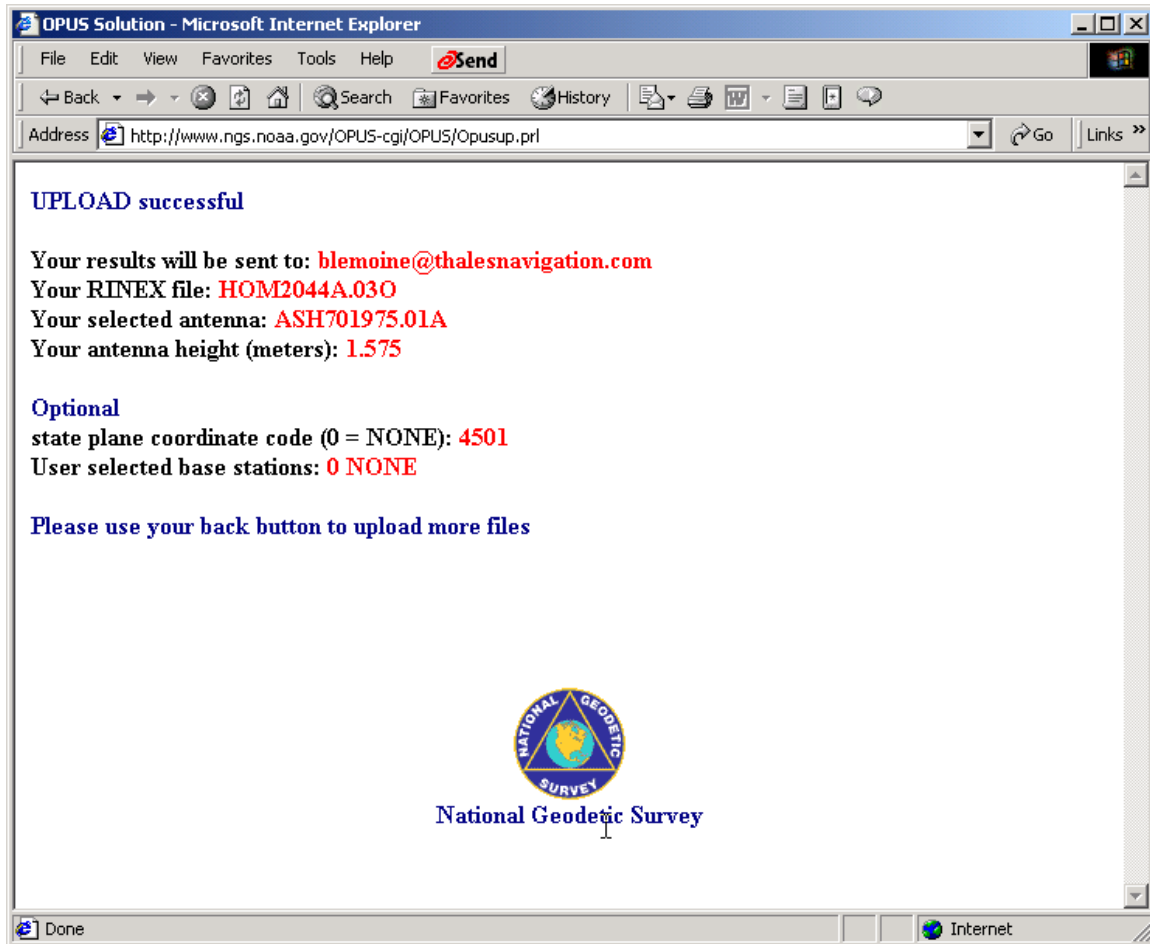 OPUS Solution - Microsoft Internet Explorer
File Edit View Favorites Tools Help Send
Back Search Favorites History
Address http://www.ngs.noaa.gov/OPUS-cgi/OPUS/Opusup.prl Go Links »
UPLOAD successful
Your results will be sent to: blemoine@thalesnavigation.com
Your RINEX file: HOM2044A.03O
Your selected antenna: ASH701975.01A
Your antenna height (meters): 1.575
Optional
state plane coordinate code (0 = NONE): 4501
User selected base stations: 0 NONE
Please use your back button to upload more files
NATIONAL GEODETIC SURVEY
National Geodetic Survey
Done Internet